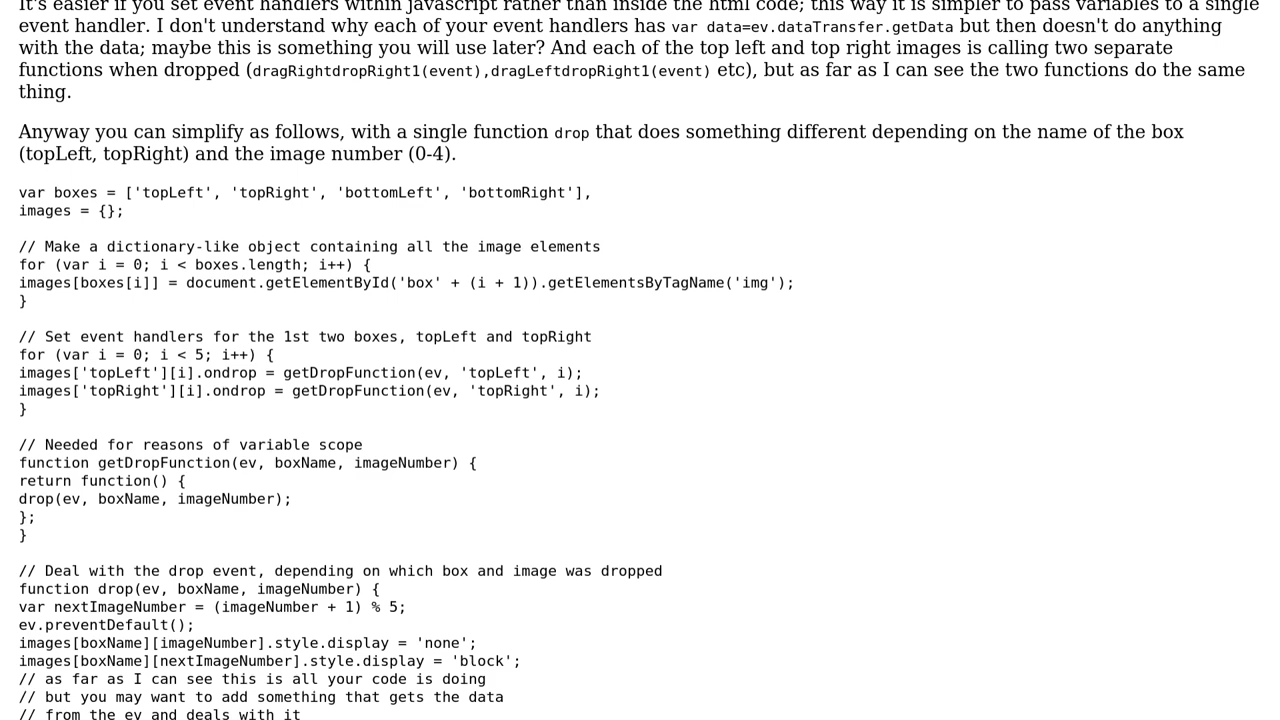 It's easier if you set event handlers within javascript rather than inside the html code; this way it is simpler to pass variables to a single
event handler. I don't understand why each of your event handlers has var data=ev.dataTransfer.getData but then doesn't do anything
with the data; maybe this is something you will use later? And each of the top left and top right images is calling two separate
functions when dropped (dragRightdropRight1(event),dragLeftdropRight1(event) etc), but as far as I can see the two functions do the same
thing.
Anyway you can simplify as follows, with a single function drop that does something different depending on the name of the box
(topLeft, topRight) and the image number (0-4).
var boxes = ['topLeft', 'topRight', 'bottomLeft', 'bottomRight'],
images = {};
// Make a dictionary-like object containing all the image elements
for (var i = 0; i < boxes.length; i++) {
images[boxes[i]] = document.getElementById('box' + (i + 1)).getElementsByTagName('img');
}
// Set event handlers for the 1st two boxes, topLeft and topRight
for (var i = 0; i < 5; i++) {
images['topLeft'][i].ondrop = getDropFunction(ev, 'topLeft', i);
images['topRight'][i].ondrop = getDropFunction(ev, 'topRight', i);
}
// Needed for reasons of variable scope
function getDropFunction(ev, boxName, imageNumber) {
return function() {
drop(ev, boxName, imageNumber);
};
}
// Deal with the drop event, depending on which box and image was dropped
function drop(ev, boxName, imageNumber) {
var nextImageNumber = (imageNumber + 1) % 5;
ev.preventDefault();
images[boxName][imageNumber].style.display = 'none';
images[boxName][nextImageNumber].style.display = 'block';
// as far as I can see this is all your code is doing
// but you may want to add something that gets the data
// from the ev and deals with it